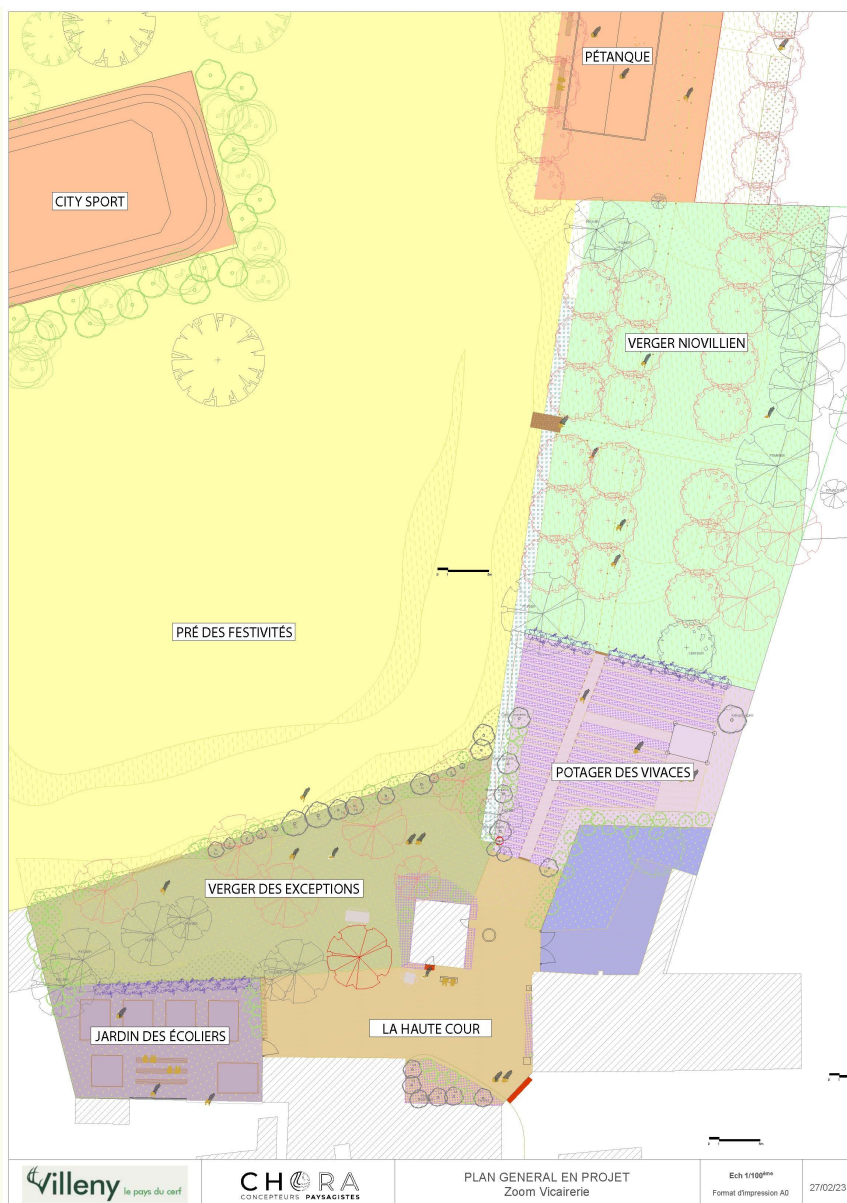 PÉTANQUE
CITY SPORT
VERGER NIOVILLIEN
PRÉ DES FESTIVITÉS
POTAGER DES VIVACES
VERGER DES EXCEPTIONS
LA HAUTE COUR
JARDIN DES ÉCOLIERS
Villeny le pays du cerf
CHORA
CONCEPTEURS PAYSAGISTES
PLAN GENERAL EN PROJET
Zoom Vicairerie
Ech 1/100ème
Format d'impression A0
27/02/23